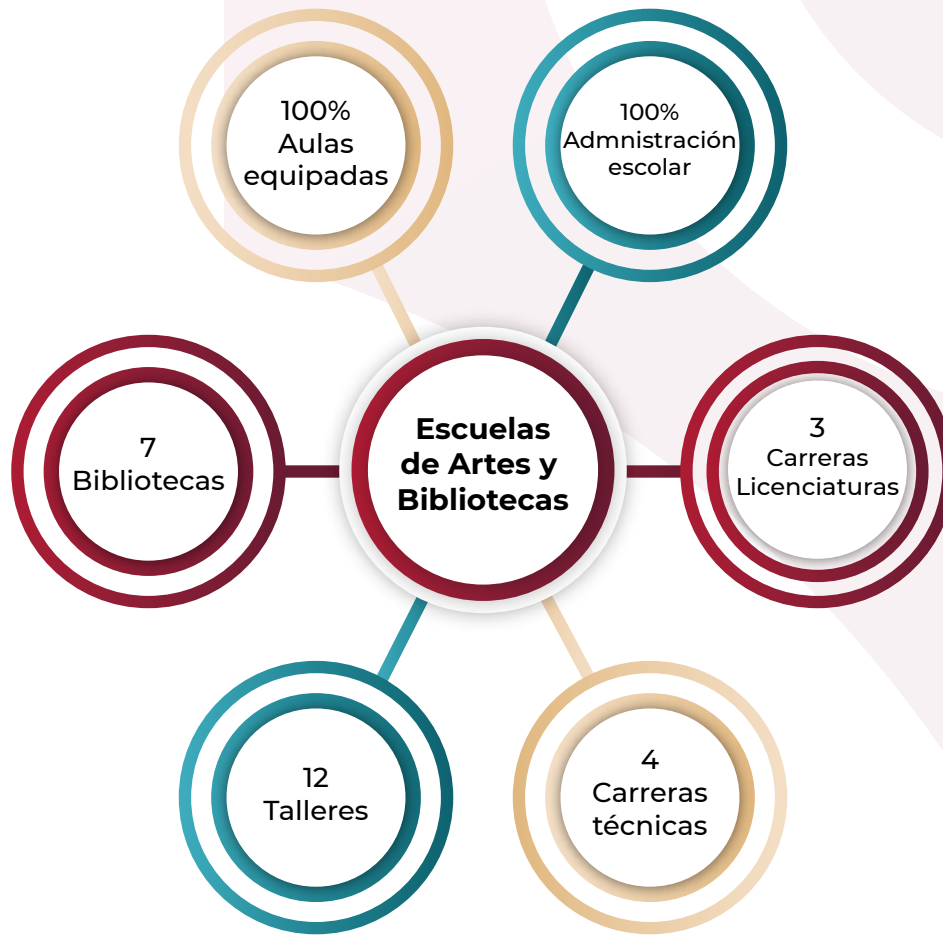 100%
Aulas
equipadas
100%
Admnistración
escolar
7
Bibliotecas
Escuelas
de Artes y
Bibliotecas
3
Carreras
Licenciaturas
12
Talleres
4
Carreras
técnicas